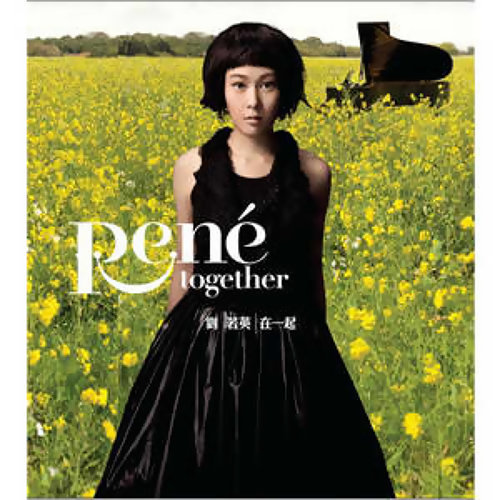 René
together
劉 若英 | 在一起